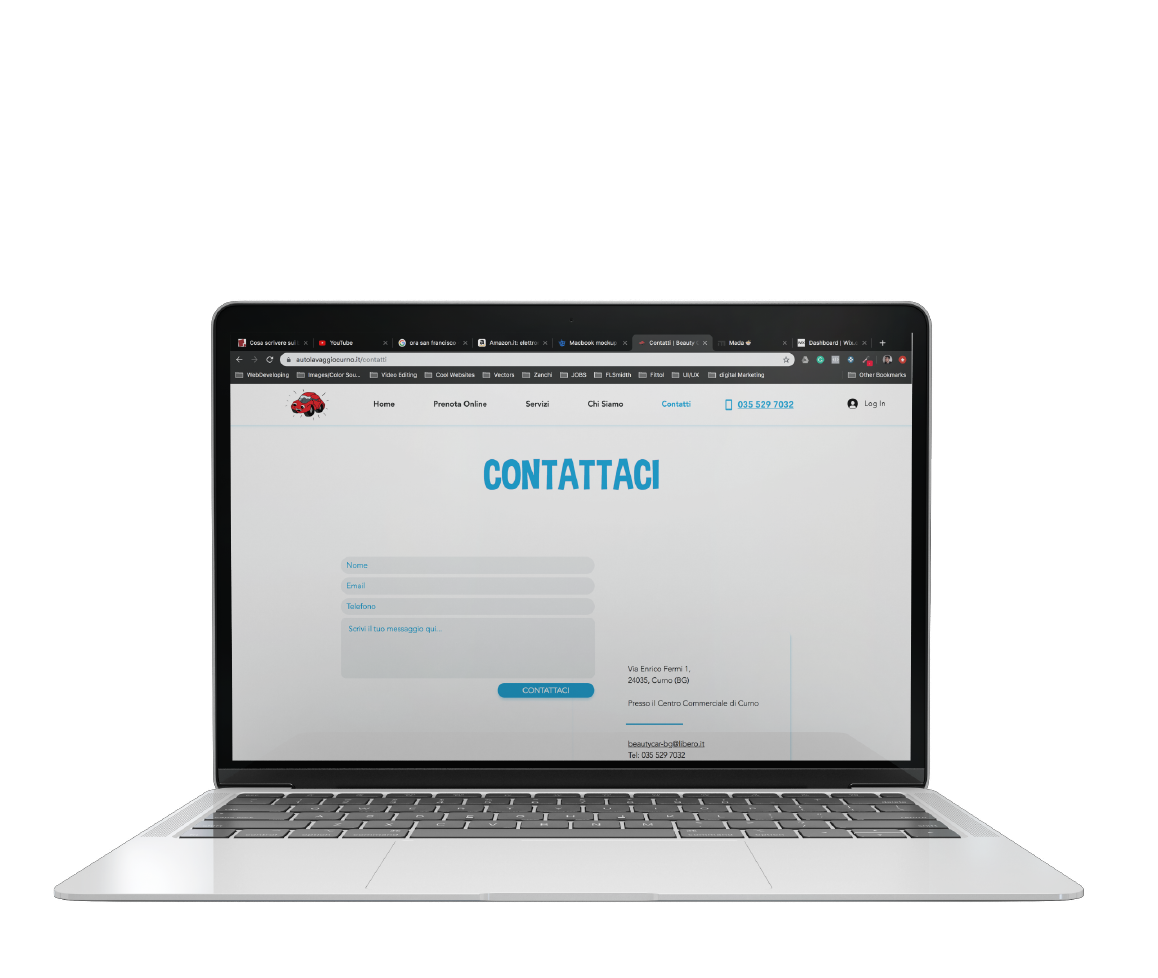 Cosa scrivere sul
YouTube
ora san francisco
Amazon.it: elettro
Macbook mockup
Contatti | Beauty
Mada
Dashboard | Wix.
autolavaggiocurno.it/contatti
WebDeveloping
Images/Color Sou...
Video Editing
Cool Websites
Vectors
Zanchi
JOBS
FLSmidth
Fittol
UI/UX
digital Marketing
Other Bookmarks
Home
Prenota Online
Servizi
Chi Siamo
Contatti
035 529 7032
Log In
CONTATTACI
Nome
Email
Telefono
Scrivi il tuo messaggio qui...
CONTATTACI
Via Enrico Fermi 1,
24035, Curno (BG)
Presso il Centro Commerciale di Curno
beautycar-bg@libero.it
Tel: 035 529 7032